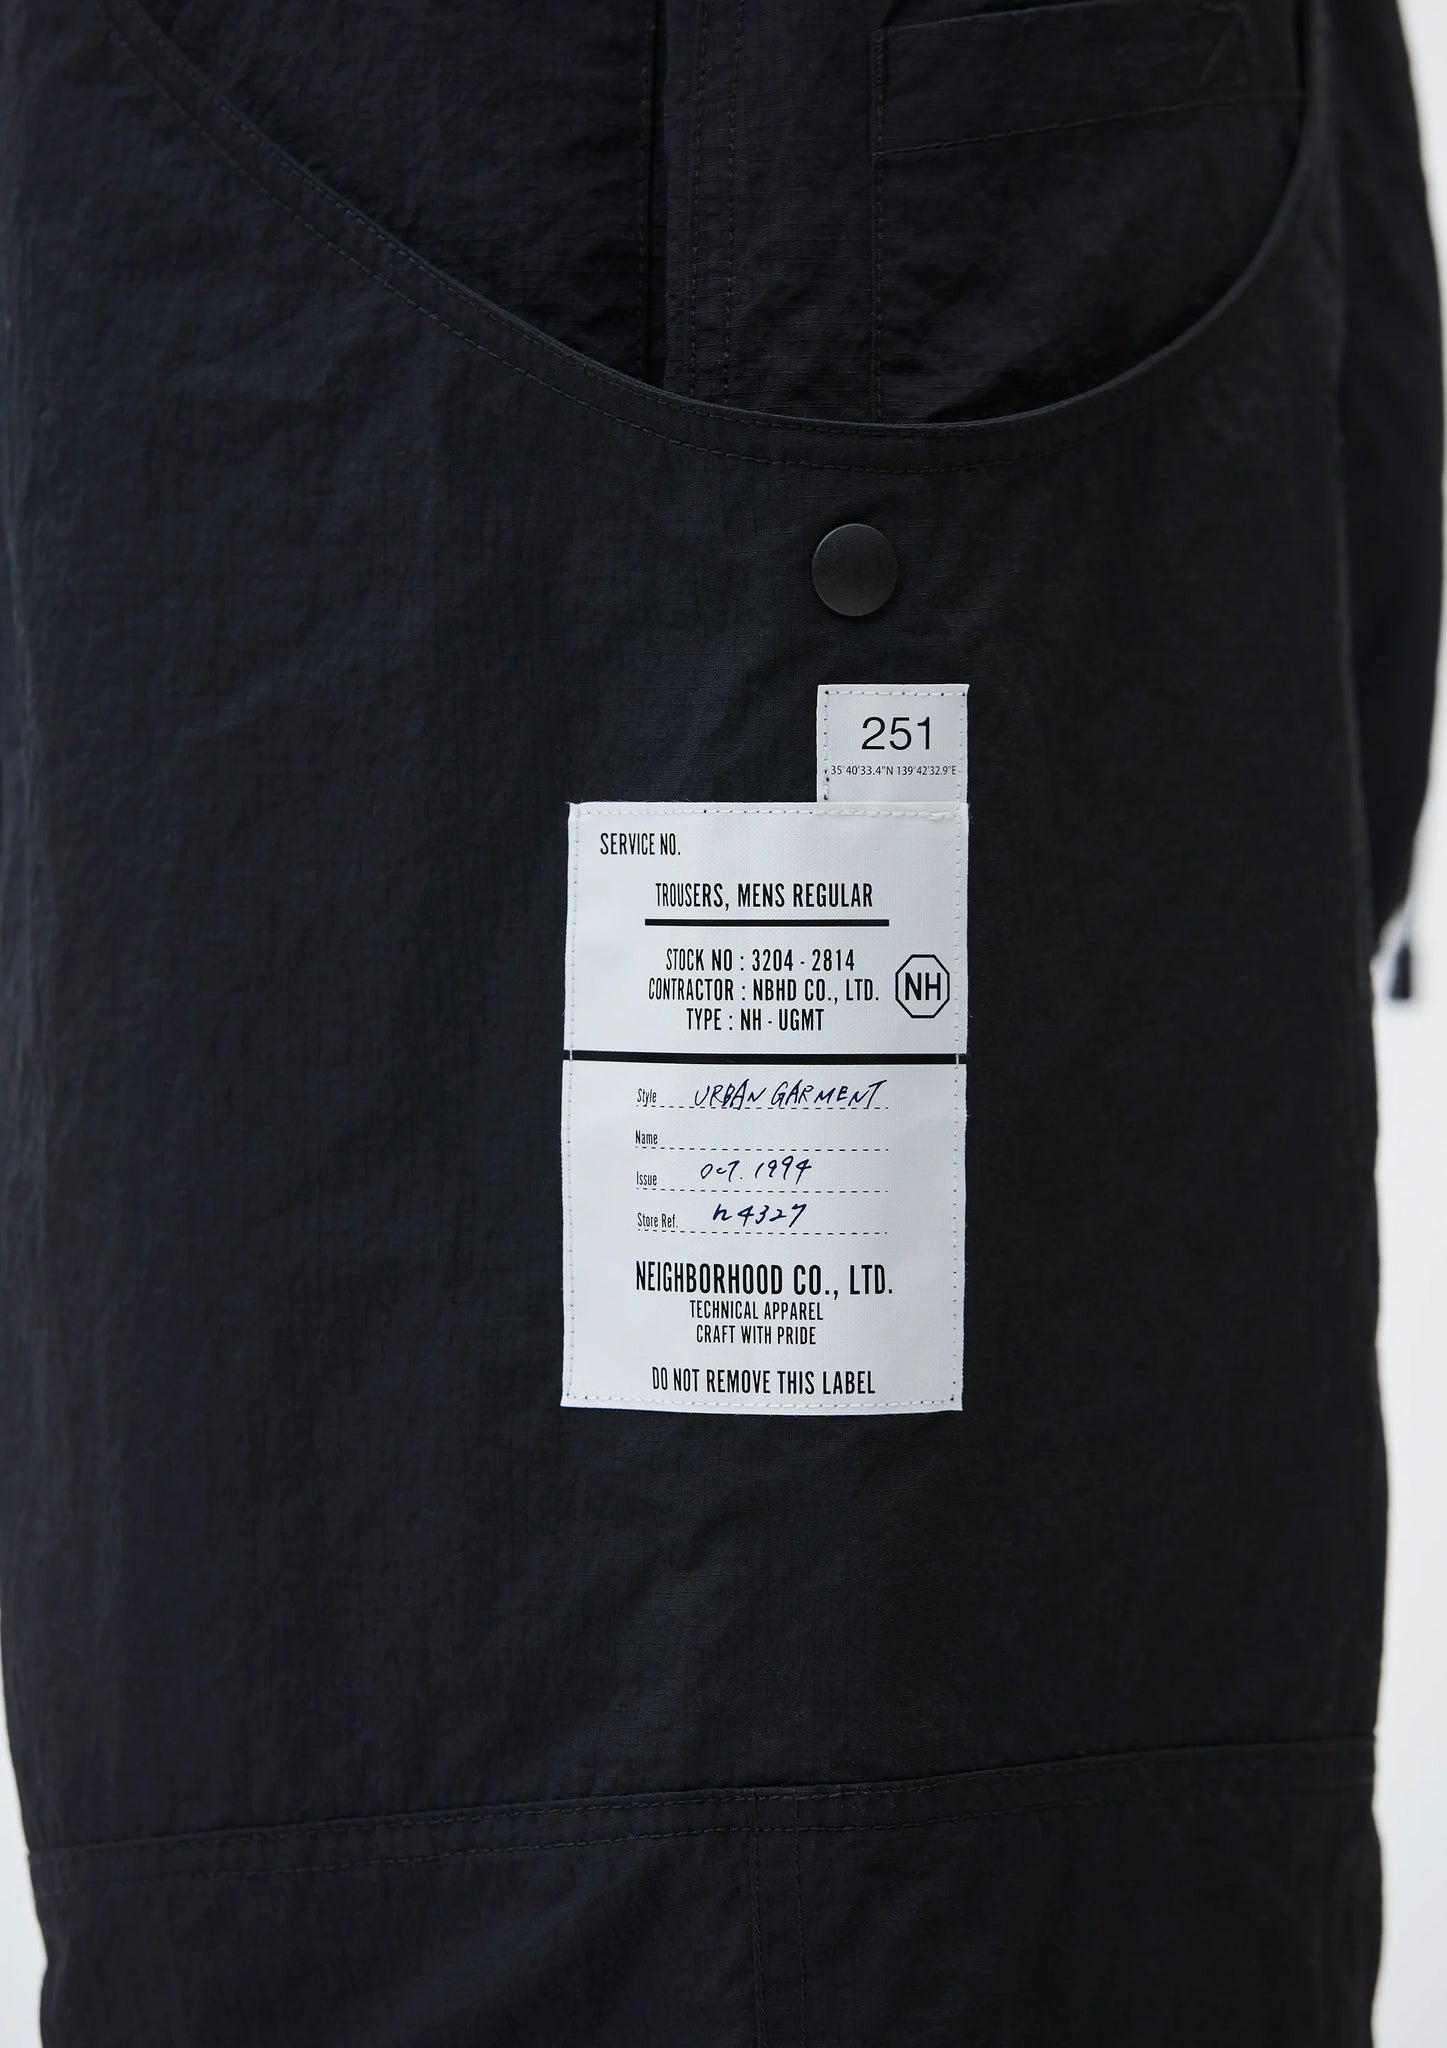 251
35°40'33.4"N 139°42'32.9"E
SERVICE NO.
TROUSERS, MENS REGULAR
STOCK NO : 3204 - 2814
CONTRACTOR : NBHD CO., LTD.
NH
TYPE : NH - UGMT
Style URBAN GARMENT
Name
Issue Oct. 1994
Store Ref. n4327
NEIGHBORHOOD CO., LTD.
TECHNICAL APPAREL
CRAFT WITH PRIDE
DO NOT REMOVE THIS LABEL